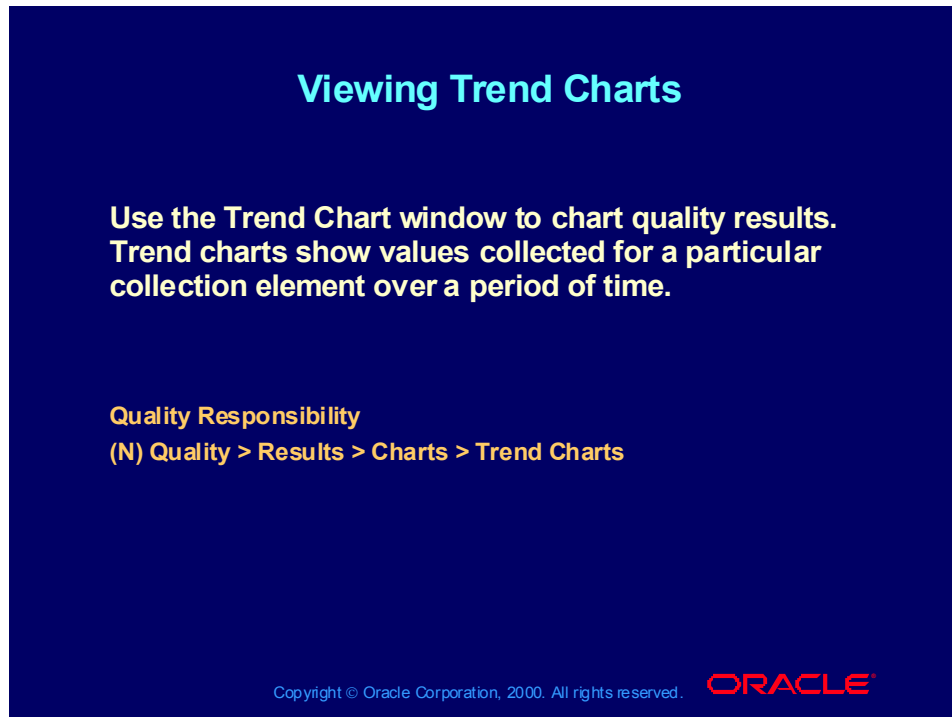 Viewing Trend Charts
Use the Trend Chart window to chart quality results.
Trend charts show values collected for a particular
collection element over a period of time.
Quality Responsibility
(N) Quality > Results > Charts > Trend Charts
Copyright © Oracle Corporation, 2000. All rights reserved.
ORACLE®